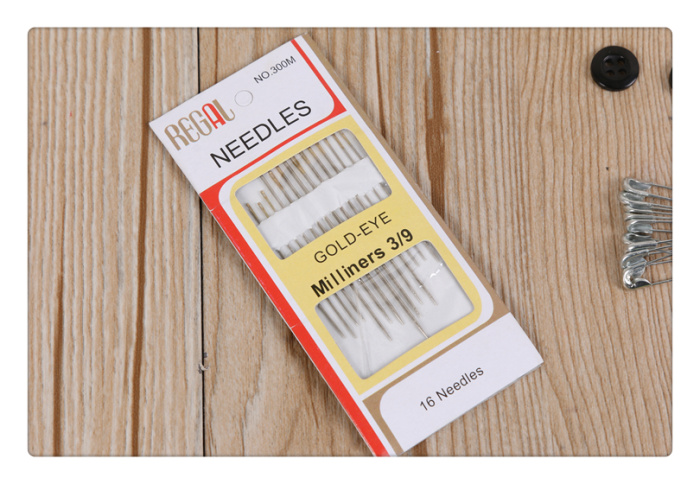 NO.300M
REGAL
NEEDLES
GOLD-EYE
Milliners 3/9
16 Needles